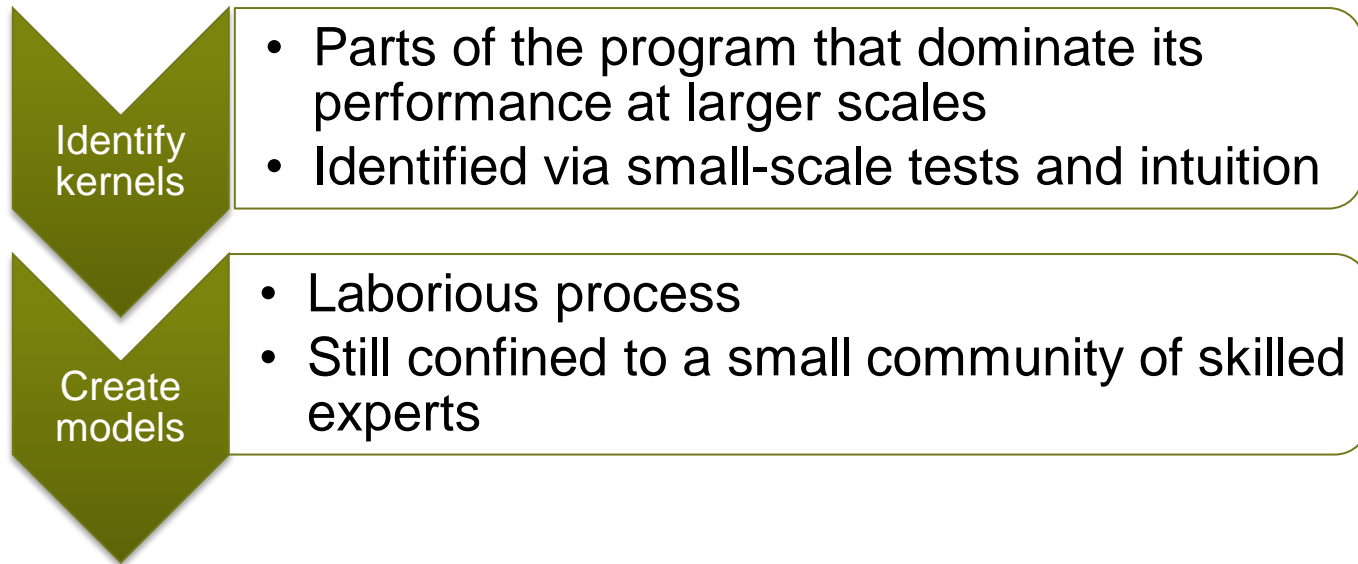 Identify
kernels
• Parts of the program that dominate its
performance at larger scales
• Identified via small-scale tests and intuition
Create
models
• Laborious process
• Still confined to a small community of skilled
experts